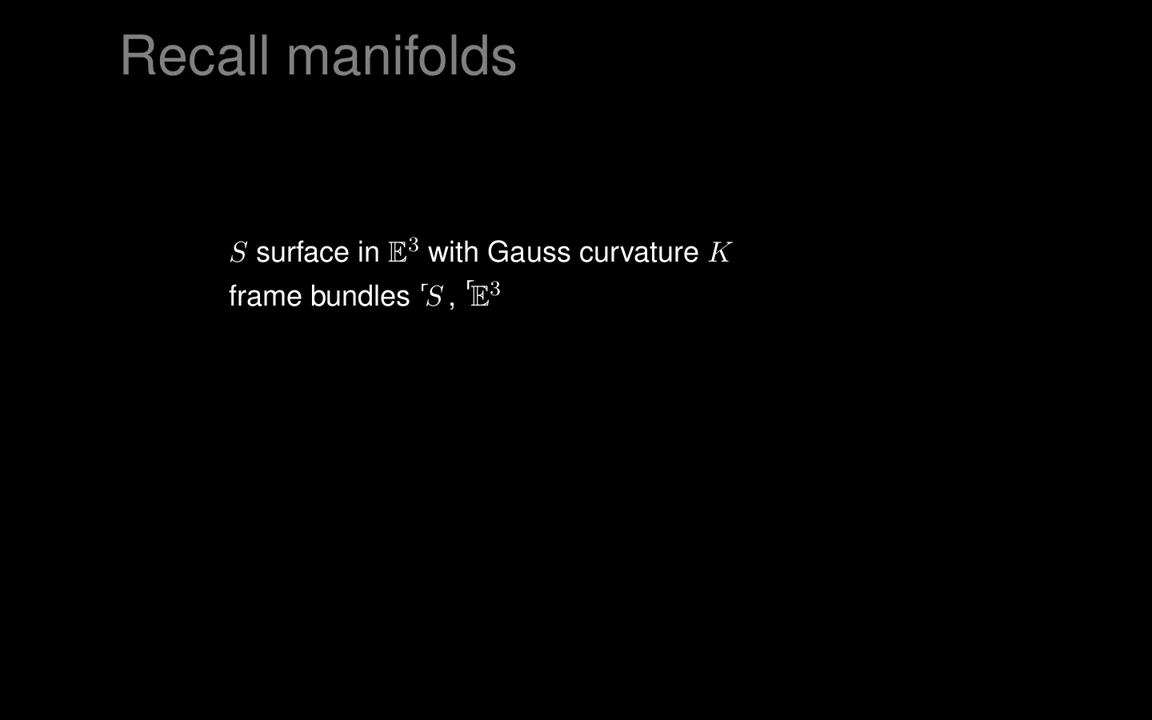 Recall manifolds
S surface in 𝔼³ with Gauss curvature K
frame bundles ⌜S, ⌜𝔼³